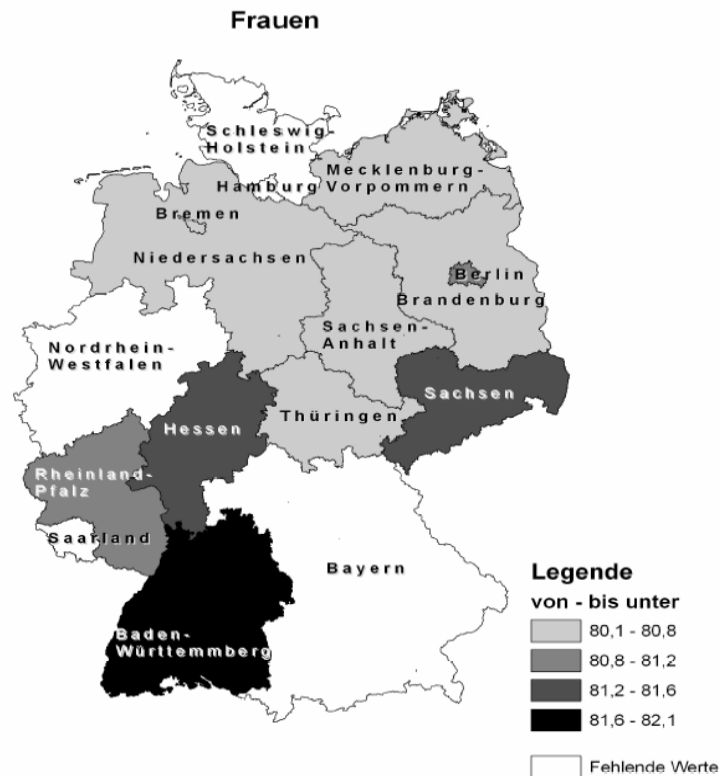 Frauen
Schleswig-
Holstein
Mecklenburg-
Vorpommern
Hamburg
Bremen
Niedersachsen
Berlin
Brandenburg
Sachsen-
Anhalt
Nordrhein-
Westfalen
Sachsen
Thüringen
Hessen
Rheinland-
Pfalz
Saarland
Bayern
Baden-
Württemmberg
Legende
von - bis unter
80,1 - 80,8
80,8 - 81,2
81,2 - 81,6
81,6 - 82,1
Fehlende Werte